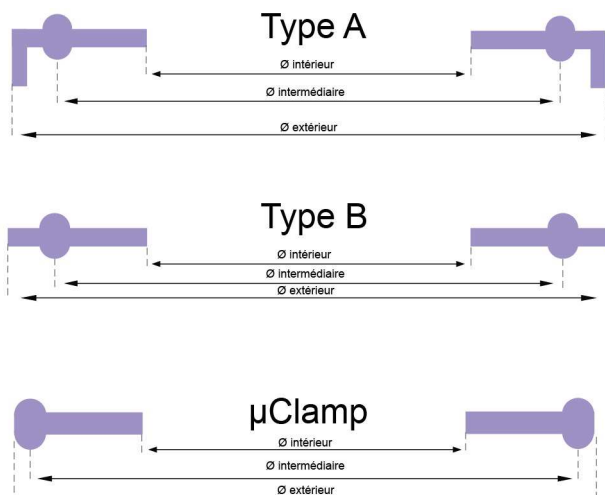 Type A
Ø intérieur
Ø intermédiaire
Ø extérieur
Type B
Ø intérieur
Ø intermédiaire
Ø extérieur
µClamp
Ø intérieur
Ø intermédiaire
Ø extérieur